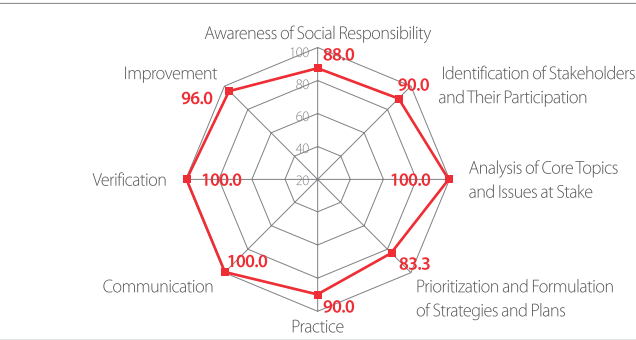 Awareness of Social Responsibility
100
88.0
Improvement
96.0
80
90.0
Identification of Stakeholders
and Their Participation
60
40
Verification
100.0
20
100.0
Analysis of Core Topics
and Issues at Stake
100.0
83.3
Communication
Prioritization and Formulation
of Strategies and Plans
90.0
Practice